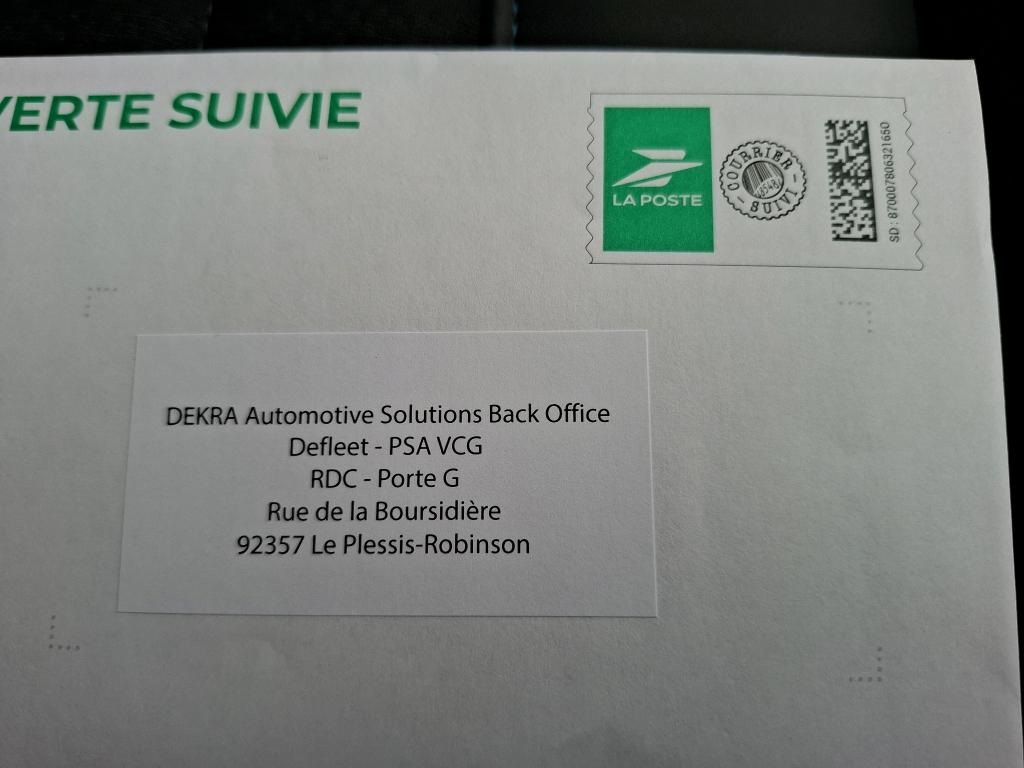 VERTE SUIVIE
LA POSTE
COURRIER
SUIVI
SD : 87000780632165O
DEKRA Automotive Solutions Back Office
Defleet - PSA VCG
RDC - Porte G
Rue de la Boursidière
92357 Le Plessis-Robinson